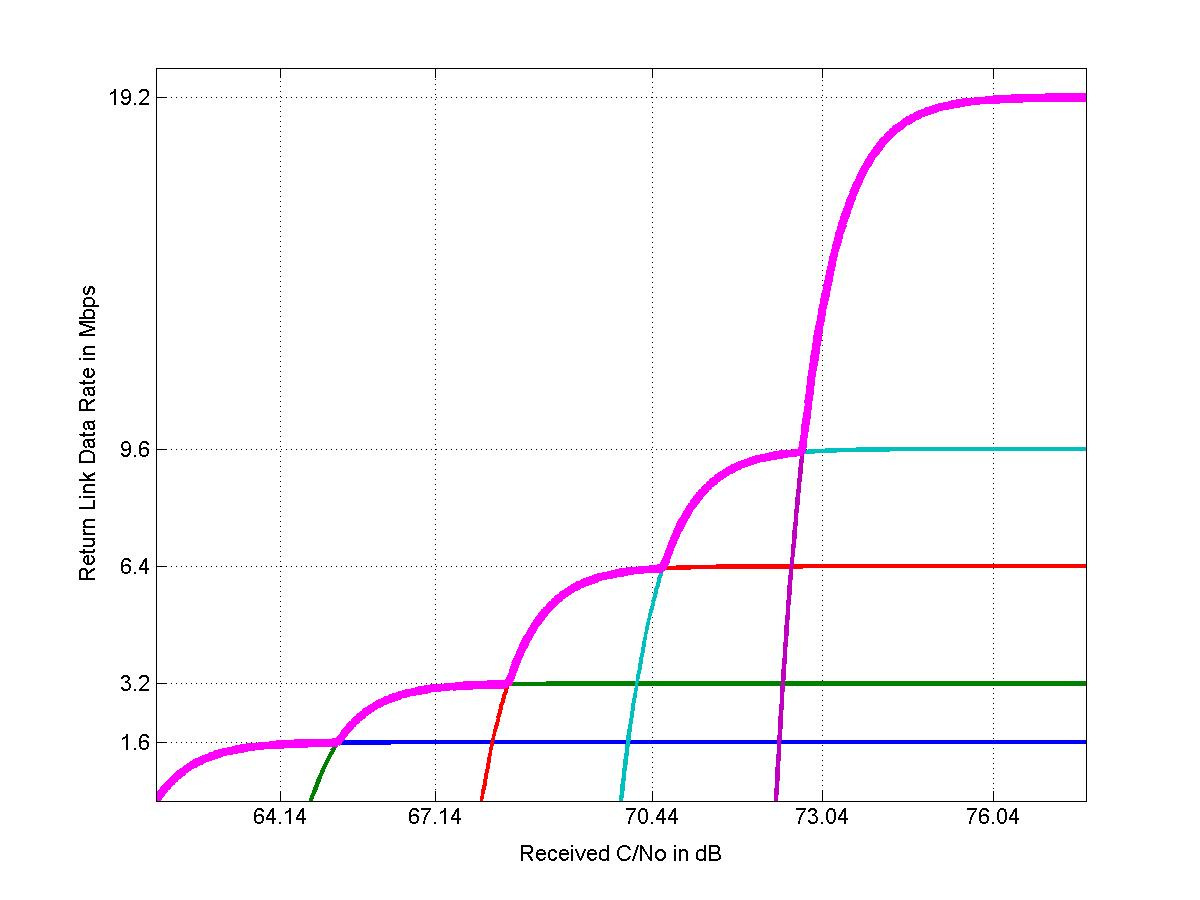 19.2
9.6
6.4
3.2
1.6
Return Link Data Rate in Mbps
64.14 67.14 70.44 73.04 76.04
Received C/No in dB